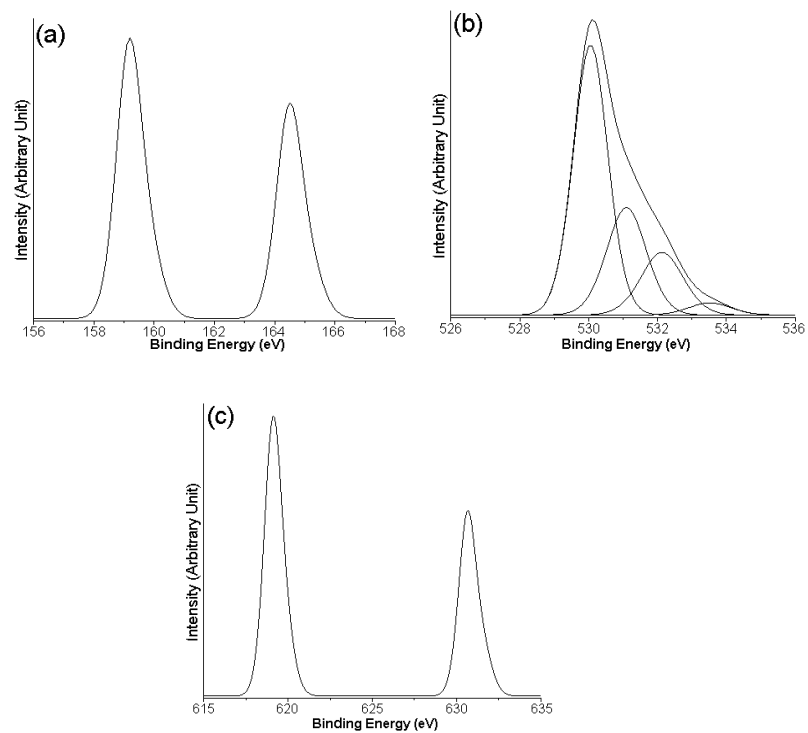 (a)
Intensity (Arbitrary Unit)
156 158 160 162 164 166 168
Binding Energy (eV)
(b)
Intensity (Arbitrary Unit)
526 528 530 532 534 536
Binding Energy (eV)
(c)
Intensity (Arbitrary Unit)
615 620 625 630 635
Binding Energy (eV)